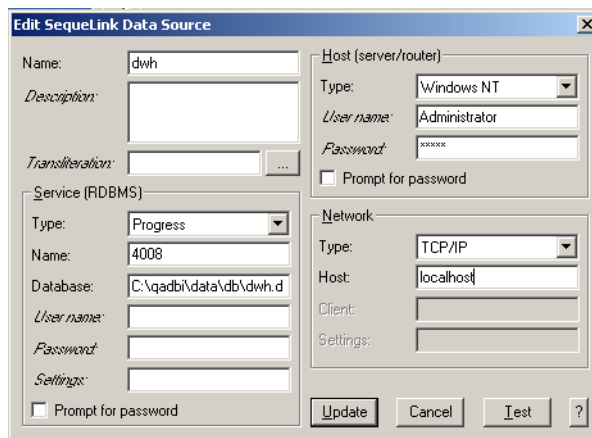 Edit SequeLink Data Source
Name: dwh
Description:
Transliteration: ...
Service (RDBMS)
Type: Progress
Name: 4008
Database: C:\qadbi\data\db\dwh.d
User name:
Password:
Settings:
Prompt for password
Host (server/router)
Type: Windows NT
User name: Administrator
Password: *****
Prompt for password
Network
Type: TCP/IP
Host: localhost
Client:
Settings:
Update Cancel Test ?